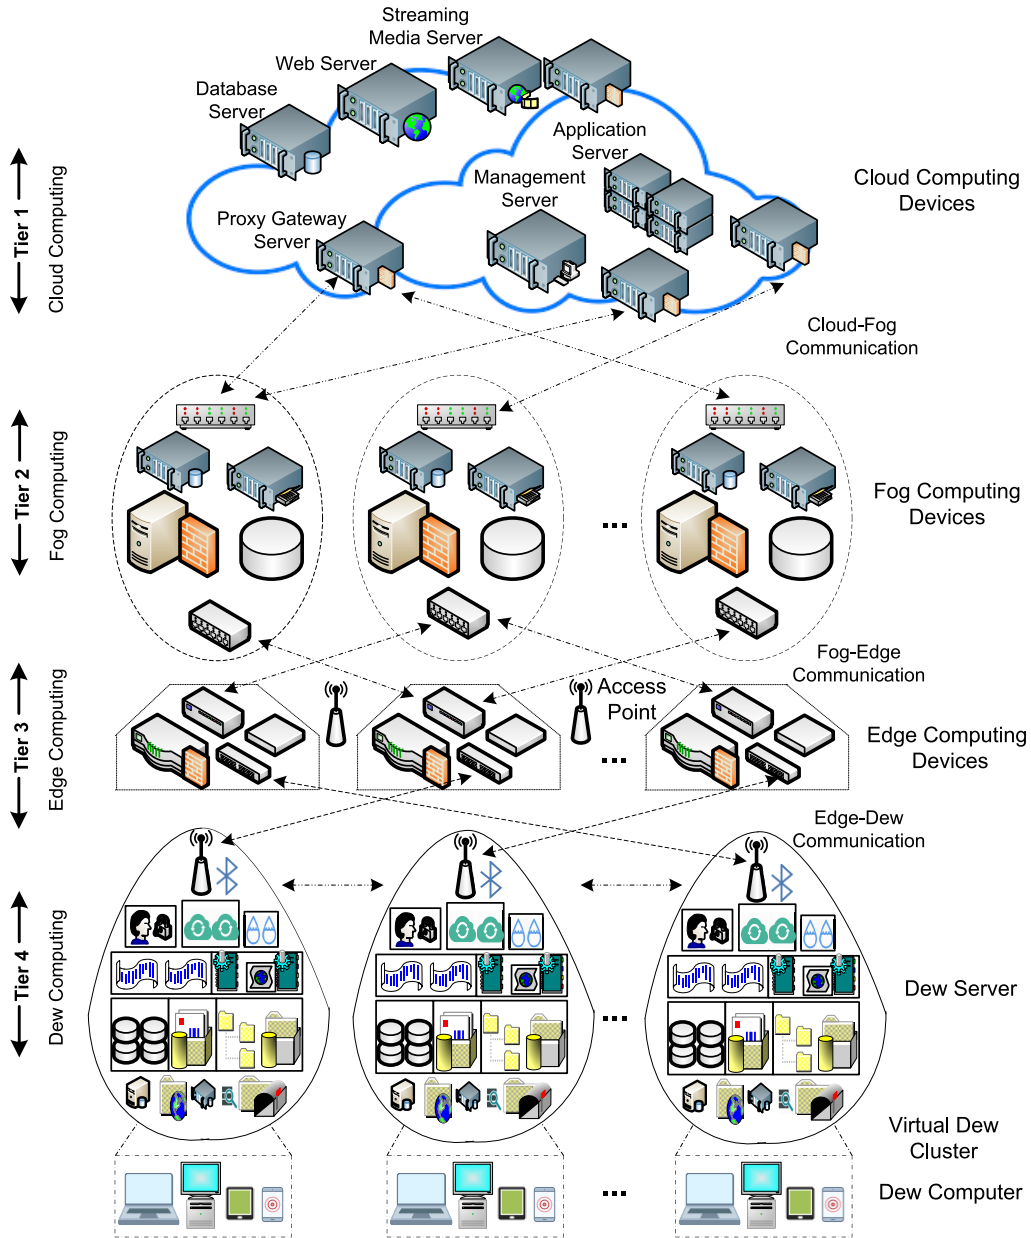 Streaming
Media Server
Web Server
Database
Server
Application
Server
Management
Server
Proxy Gateway
Server
Tier 1
Cloud Computing
Cloud Computing
Devices
Cloud-Fog
Communication
Tier 2
Fog Computing
Fog Computing
Devices
...
Fog-Edge
Communication
Tier 3
Edge Computing
Access
Point
Edge Computing
Devices
...
Edge-Dew
Communication
Tier 4
Dew Computing
Dew Server
...
Virtual Dew
Cluster
Dew Computer
...